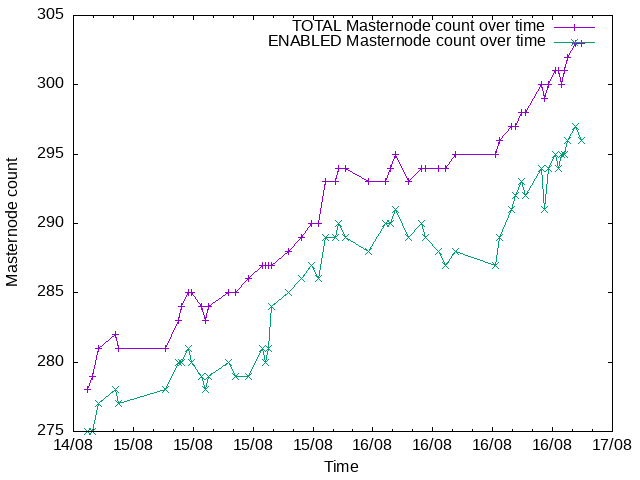 TOTAL Masternode count over time
ENABLED Masternode count over time
305
300
295
290
285
280
275
Masternode count
14/08 15/08 15/08 15/08 15/08 16/08 16/08 16/08 16/08 17/08
Time